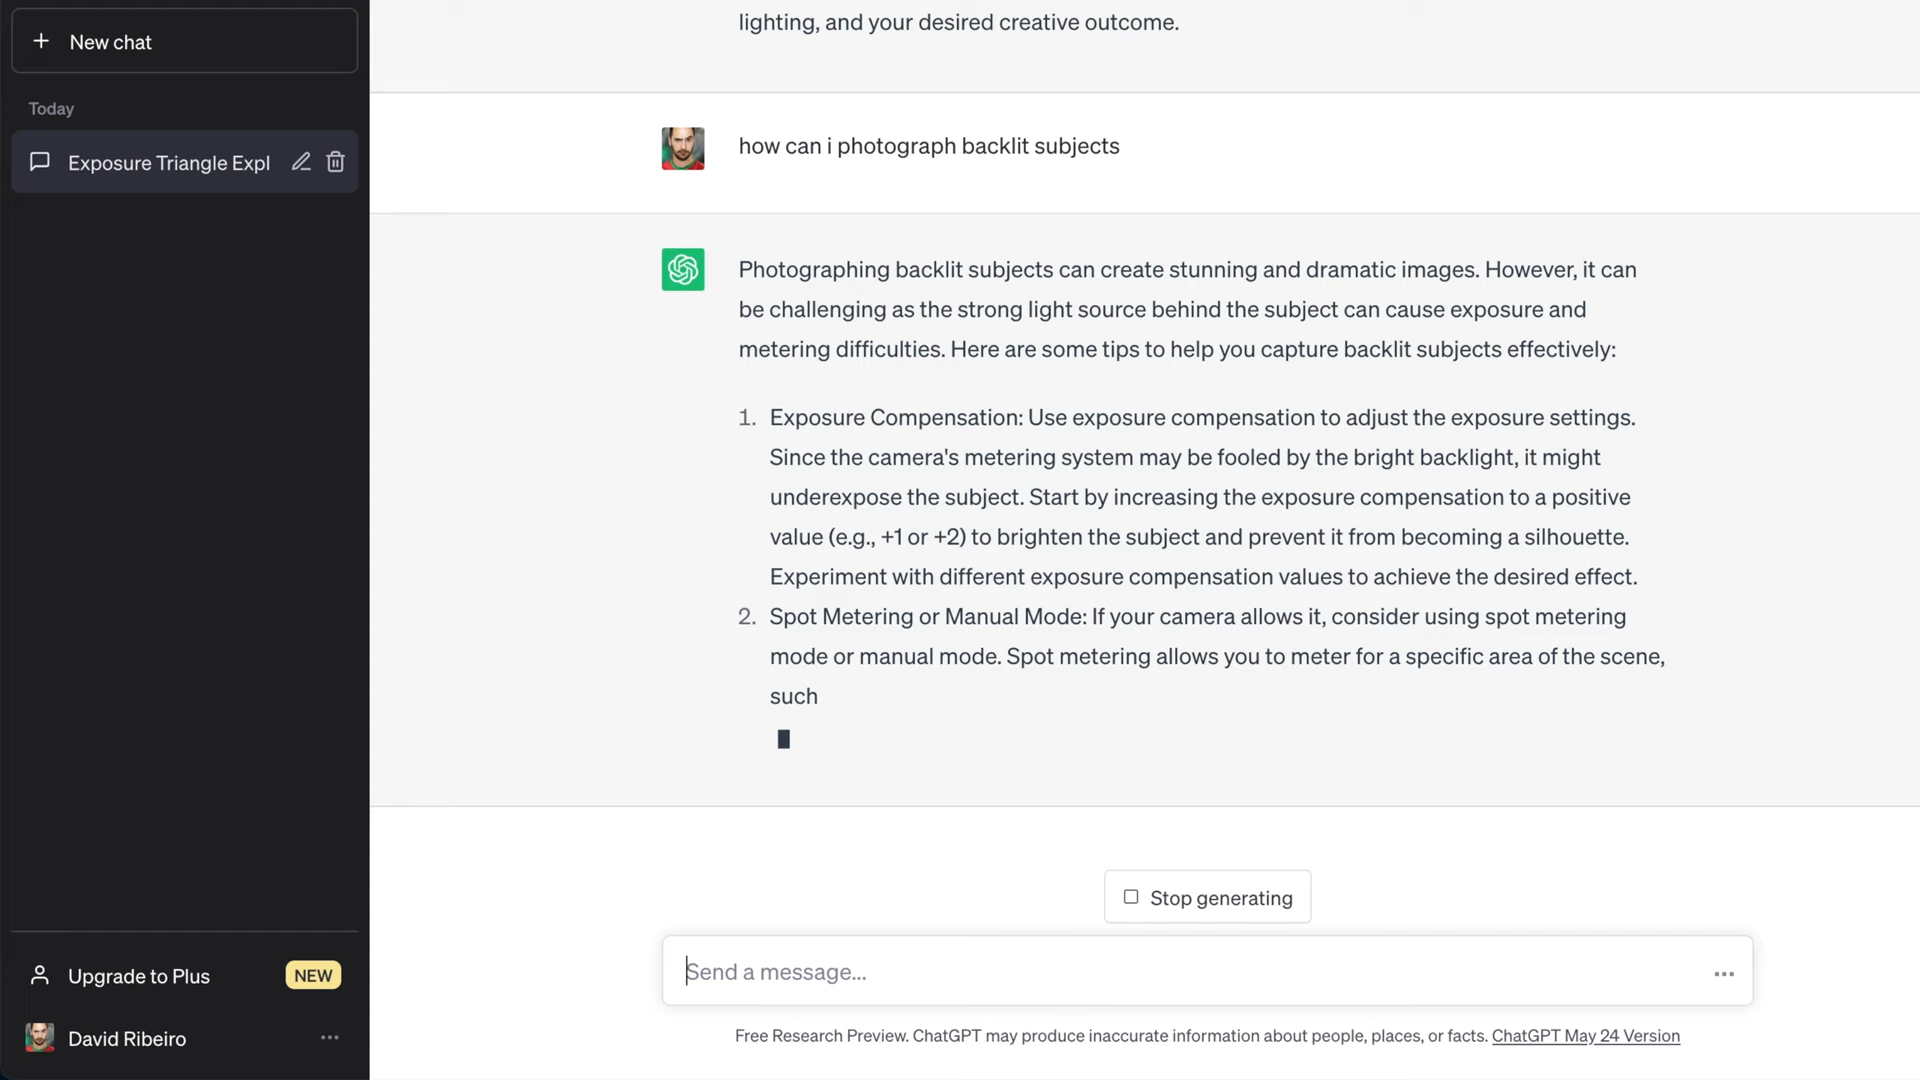 New chat
Today
Exposure Triangle Expl
Upgrade to Plus
NEW
David Ribeiro
lighting, and your desired creative outcome.
how can i photograph backlit subjects
Photographing backlit subjects can create stunning and dramatic images. However, it can
be challenging as the strong light source behind the subject can cause exposure and
metering difficulties. Here are some tips to help you capture backlit subjects effectively:
1. Exposure Compensation: Use exposure compensation to adjust the exposure settings.
Since the camera's metering system may be fooled by the bright backlight, it might
underexpose the subject. Start by increasing the exposure compensation to a positive
value (e.g., +1 or +2) to brighten the subject and prevent it from becoming a silhouette.
Experiment with different exposure compensation values to achieve the desired effect.
2. Spot Metering or Manual Mode: If your camera allows it, consider using spot metering
mode or manual mode. Spot metering allows you to meter for a specific area of the scene,
such
Stop generating
Send a message...
Free Research Preview. ChatGPT may produce inaccurate information about people, places, or facts. ChatGPT May 24 Version